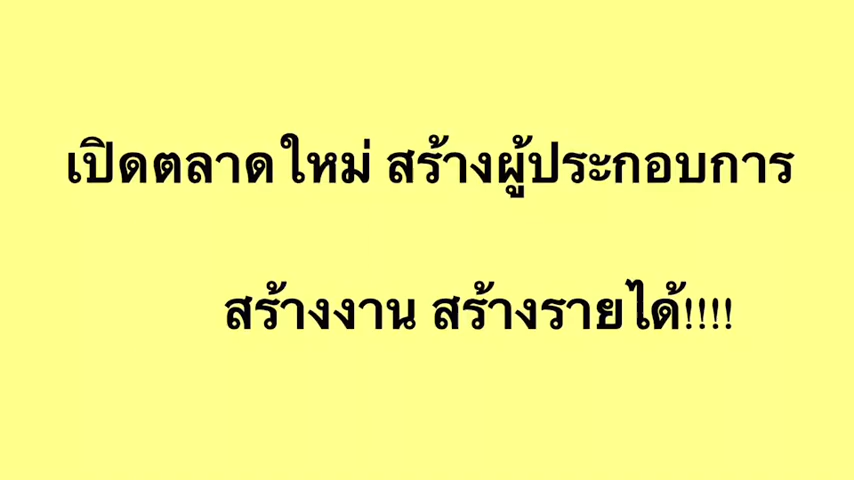 เปิดตลาดใหม่ สร้างผู้ประกอบการ
สร้างงาน สร้างรายได้!!!!